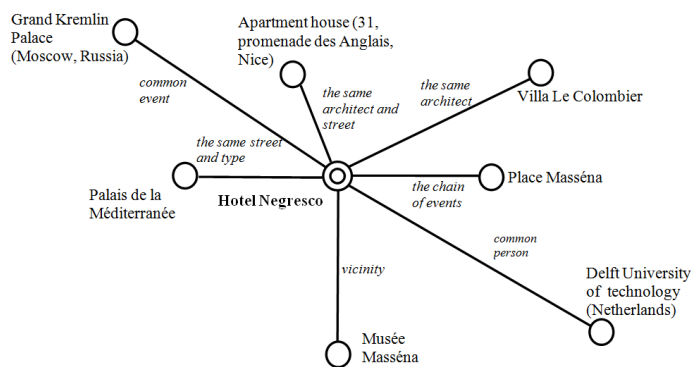 Grand Kremlin
Palace
(Moscow, Russia)
Apartment house (31,
promenade des Anglais,
Nice)
common
event
the same
architect and
street
the same
architect
Villa Le Colombier
the same street
and type
Palais de la
Méditerranée
Hotel Negresco
the chain
of events
Place Masséna
common
person
vicinity
Delft University
of technology
(Netherlands)
Musée
Masséna